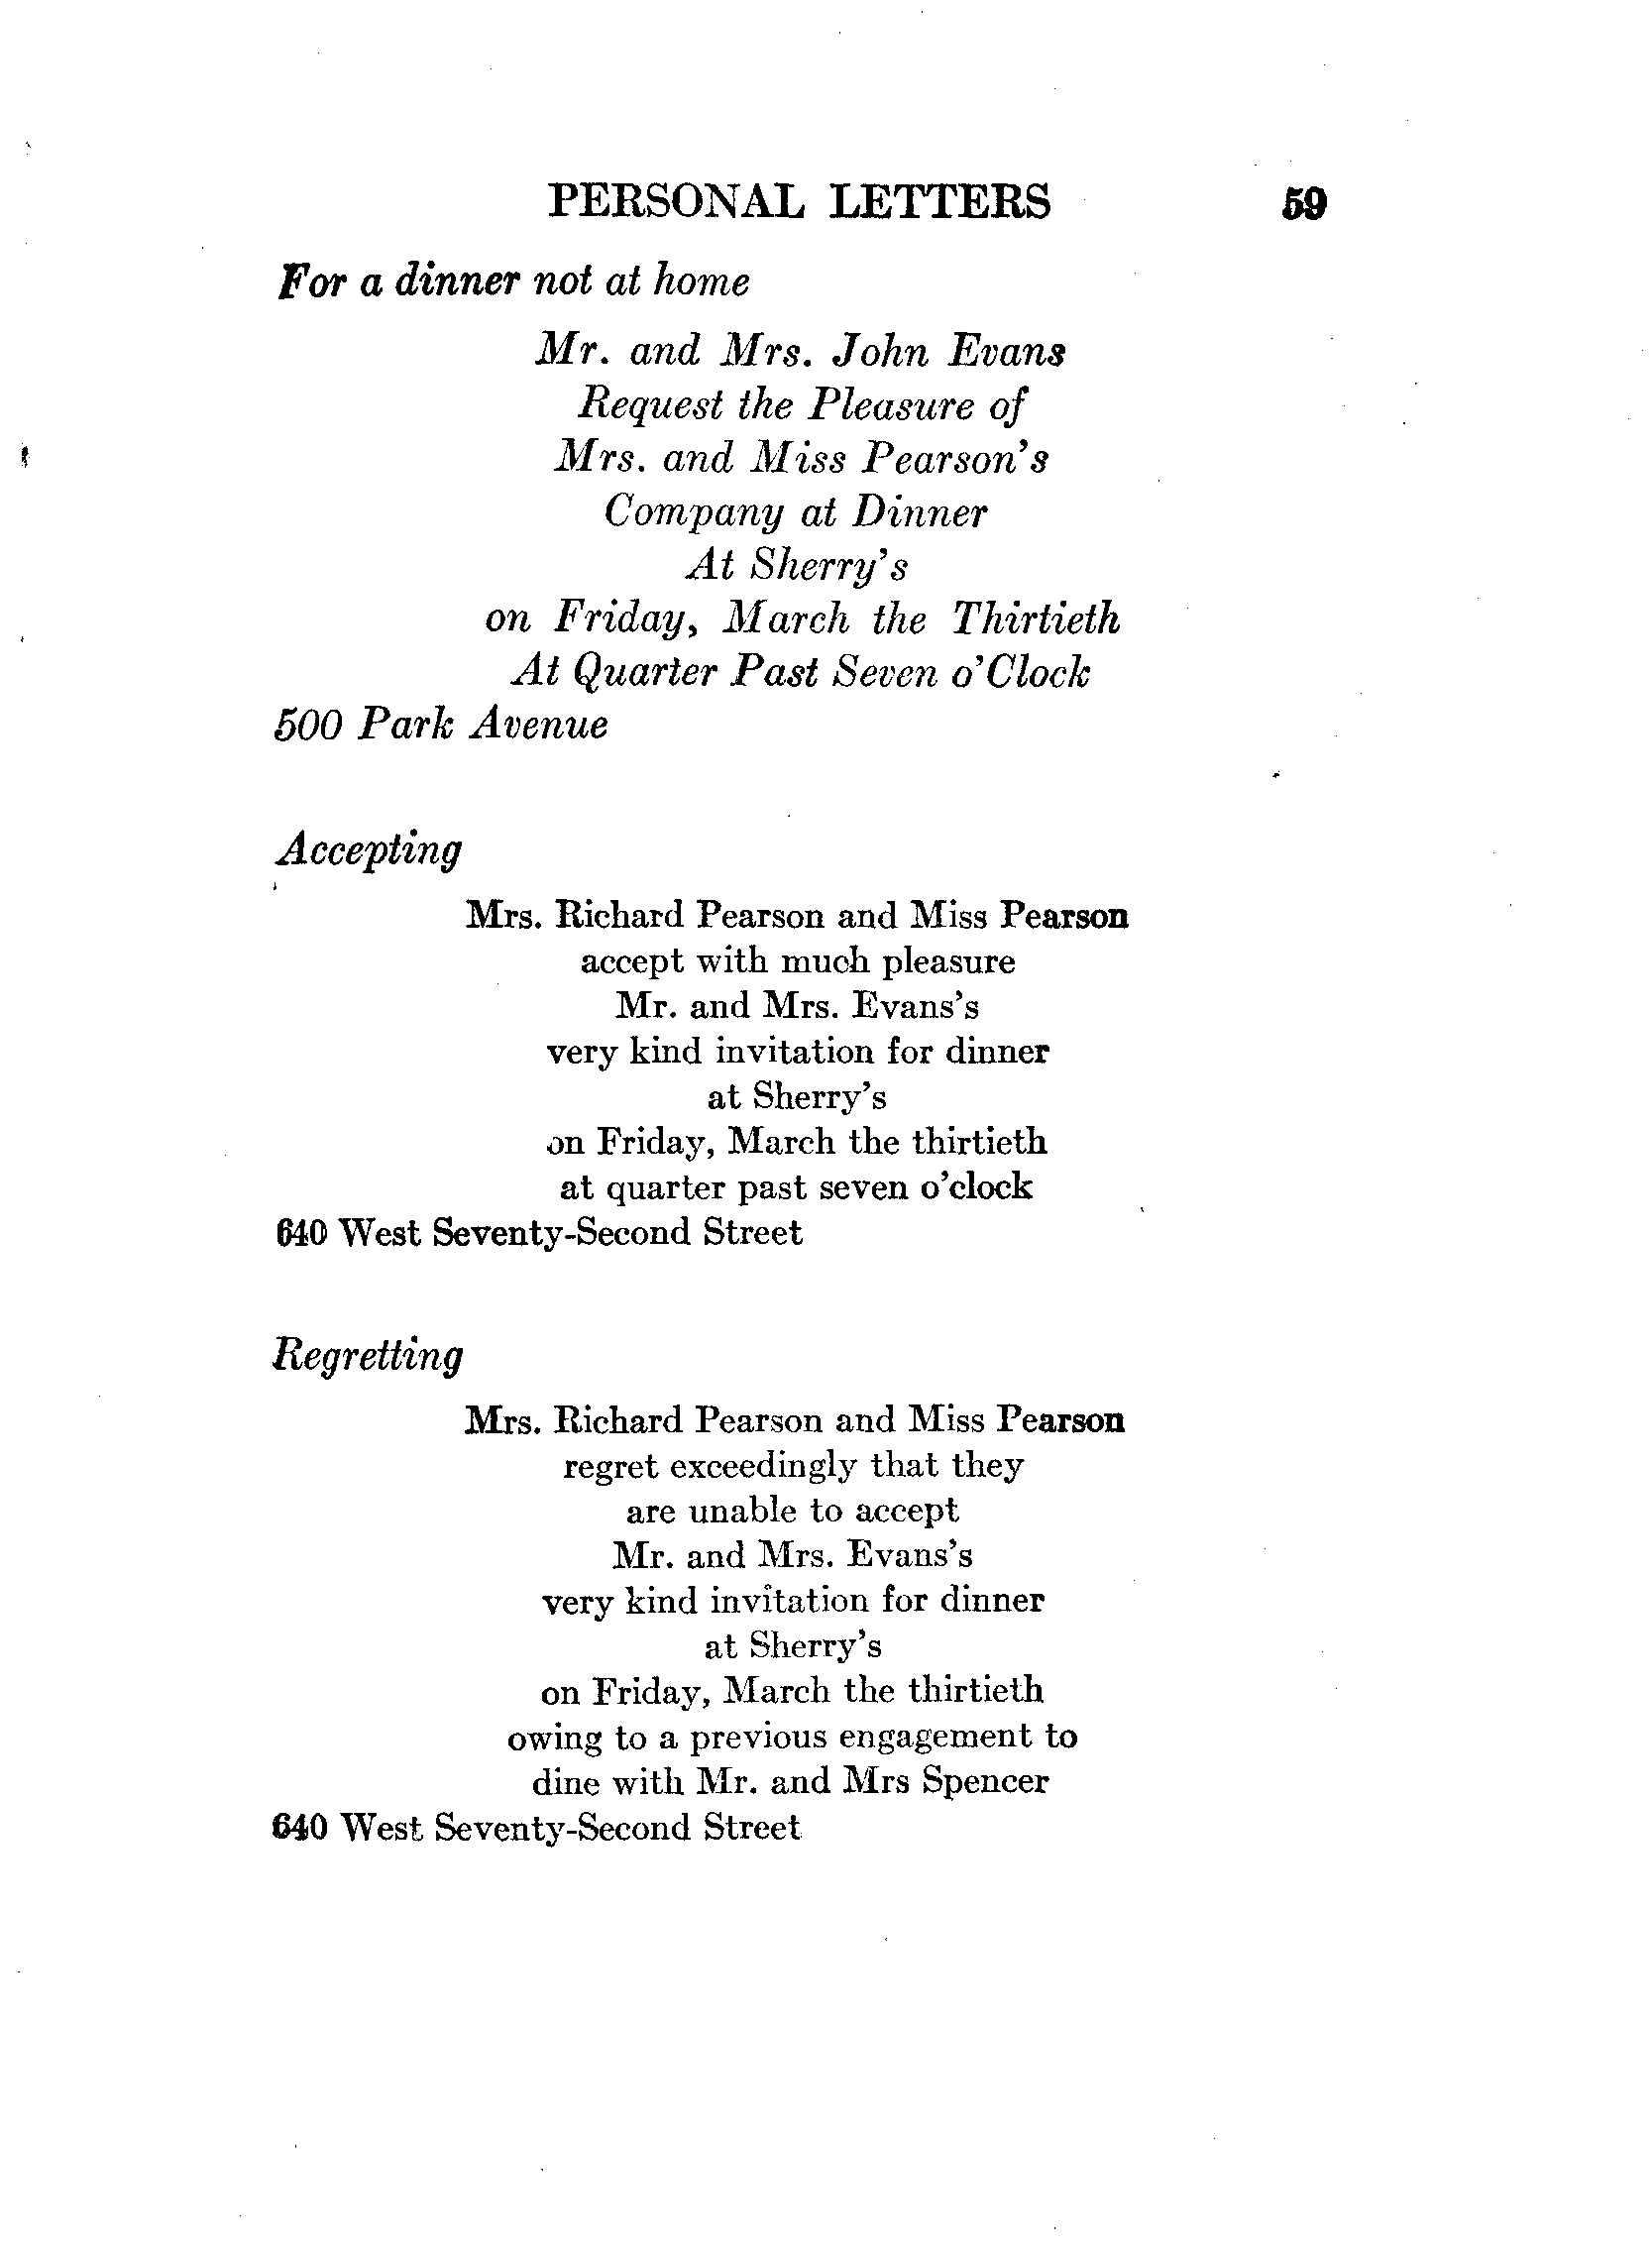 PERSONAL LETTERS 59
For a dinner not at home
Mr. and Mrs. John Evans
Request the Pleasure of
Mrs. and Miss Pearson's
Company at Dinner
At Sherry's
on Friday, March the Thirtieth
At Quarter Past Seven o'Clock
500 Park Avenue
Accepting
Mrs. Richard Pearson and Miss Pearson
accept with much pleasure
Mr. and Mrs. Evans's
very kind invitation for dinner
at Sherry's
on Friday, March the thirtieth
at quarter past seven o'clock
640 West Seventy-Second Street
Regretting
Mrs. Richard Pearson and Miss Pearson
regret exceedingly that they
are unable to accept
Mr. and Mrs. Evans's
very kind invitation for dinner
at Sherry's
on Friday, March the thirtieth
owing to a previous engagement to
dine with Mr. and Mrs Spencer
640 West Seventy-Second Street